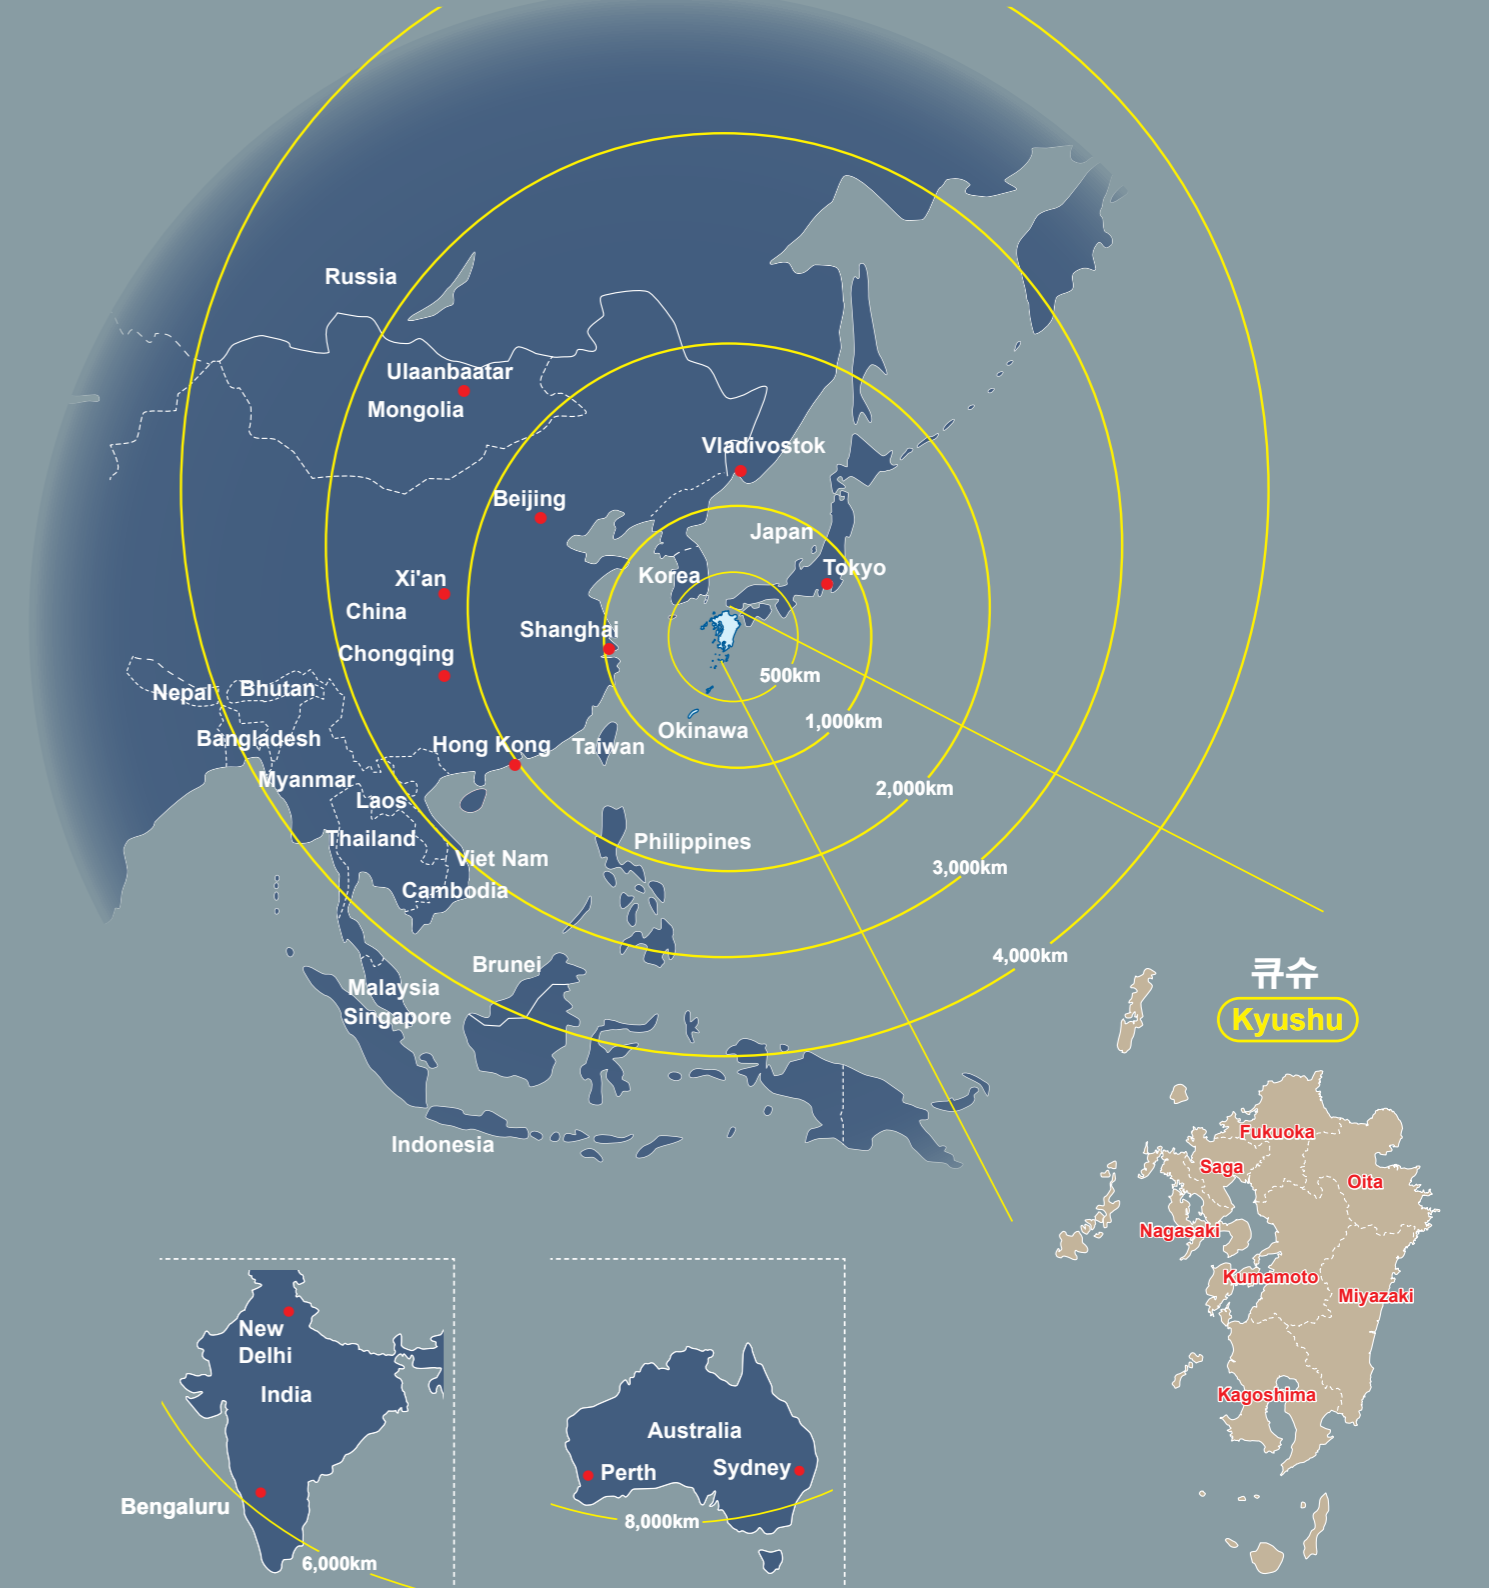 Russia
Ulaanbaatar
Mongolia
Vladivostok
Beijing
Japan
Tokyo
Korea
Xi'an
China
Shanghai
Chongqing
500km
Nepal
Bhutan
1,000km
Okinawa
Bangladesh
Hong Kong
Taiwan
Myanmar
2,000km
Laos
Thailand
Philippines
Viet Nam
3,000km
Cambodia
4,000km
Brunei
Malaysia
Singapore
Indonesia
큐슈
Kyushu
Fukuoka
Saga
Oita
Nagasaki
Kumamoto
Miyazaki
Kagoshima
New
Delhi
India
Bengaluru
6,000km
Australia
Perth
Sydney
8,000km